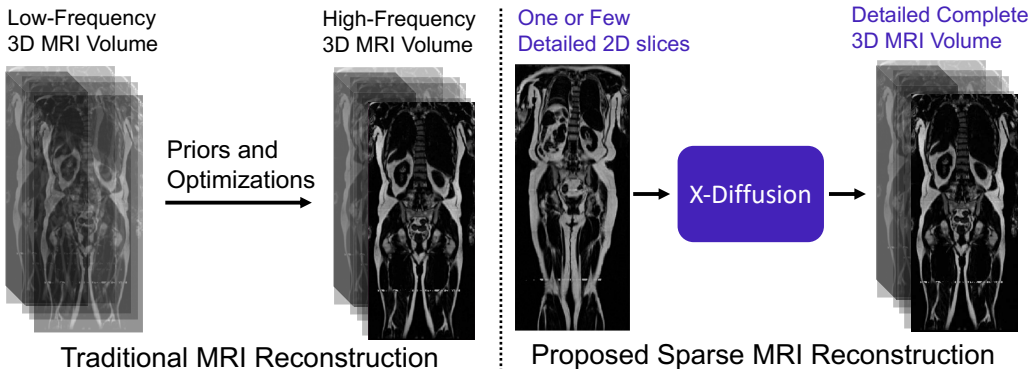 Low-Frequency
3D MRI Volume
High-Frequency
3D MRI Volume
Priors and
Optimizations
Traditional MRI Reconstruction
One or Few
Detailed 2D slices
X-Diffusion
Detailed Complete
3D MRI Volume
Proposed Sparse MRI Reconstruction